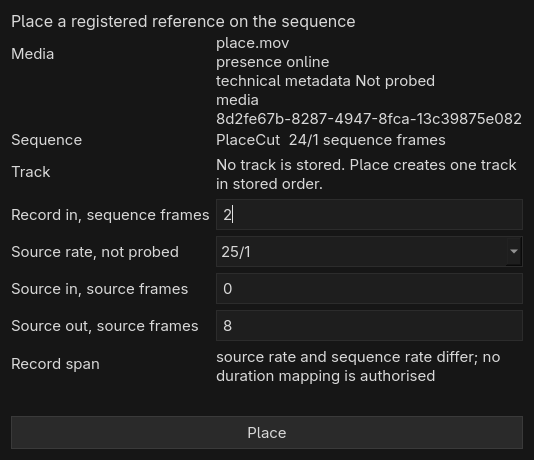 Place a registered reference on the sequence
Media
place.mov
presence online
technical metadata Not probed
media
8d2fe67b-8287-4947-8fca-13c39875e082
Sequence
PlaceCut  24/1 sequence frames
Track
No track is stored. Place creates one track
in stored order.
Record in, sequence frames
2
Source rate, not probed
25/1
Source in, source frames
0
Source out, source frames
8
Record span
source rate and sequence rate differ; no
duration mapping is authorised
Place